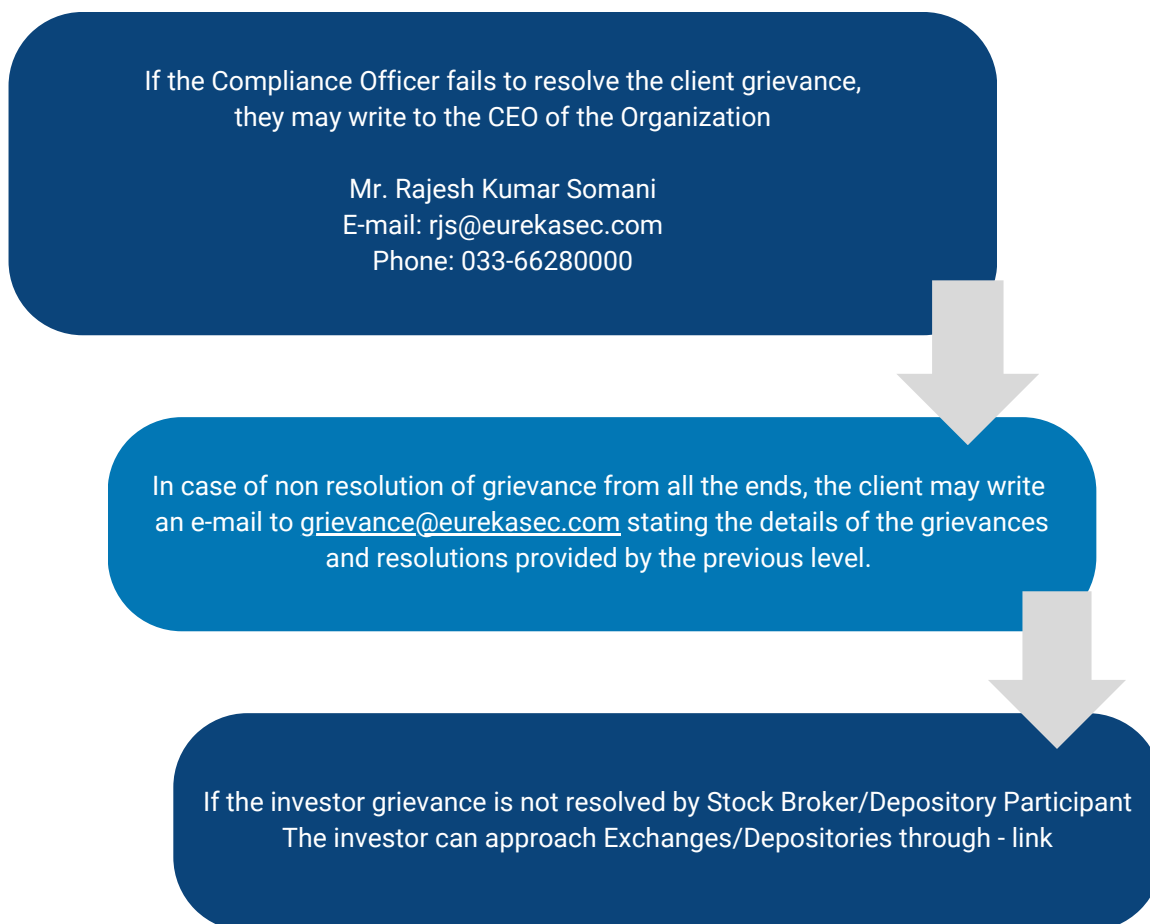 If the Compliance Officer fails to resolve the client grievance,
they may write to the CEO of the Organization
Mr. Rajesh Kumar Somani
E-mail: rjs@eurekasec.com
Phone: 033-66280000
In case of non resolution of grievance from all the ends, the client may write
an e-mail to grievance@eurekasec.com stating the details of the grievances
and resolutions provided by the previous level.
If the investor grievance is not resolved by Stock Broker/Depository Participant
The investor can approach Exchanges/Depositories through - link